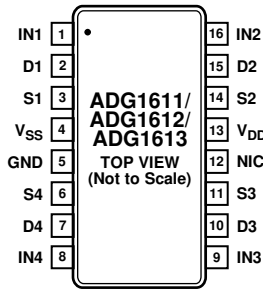 IN1 1 16 IN2
D1 2 15 D2
S1 3 ADG1611/ 14 S2
VSS 4 ADG1612/ 13 VDD
ADG1613
GND 5 TOP VIEW 12 NIC
(Not to Scale)
S4 6 11 S3
D4 7 10 D3
IN4 8 9 IN3